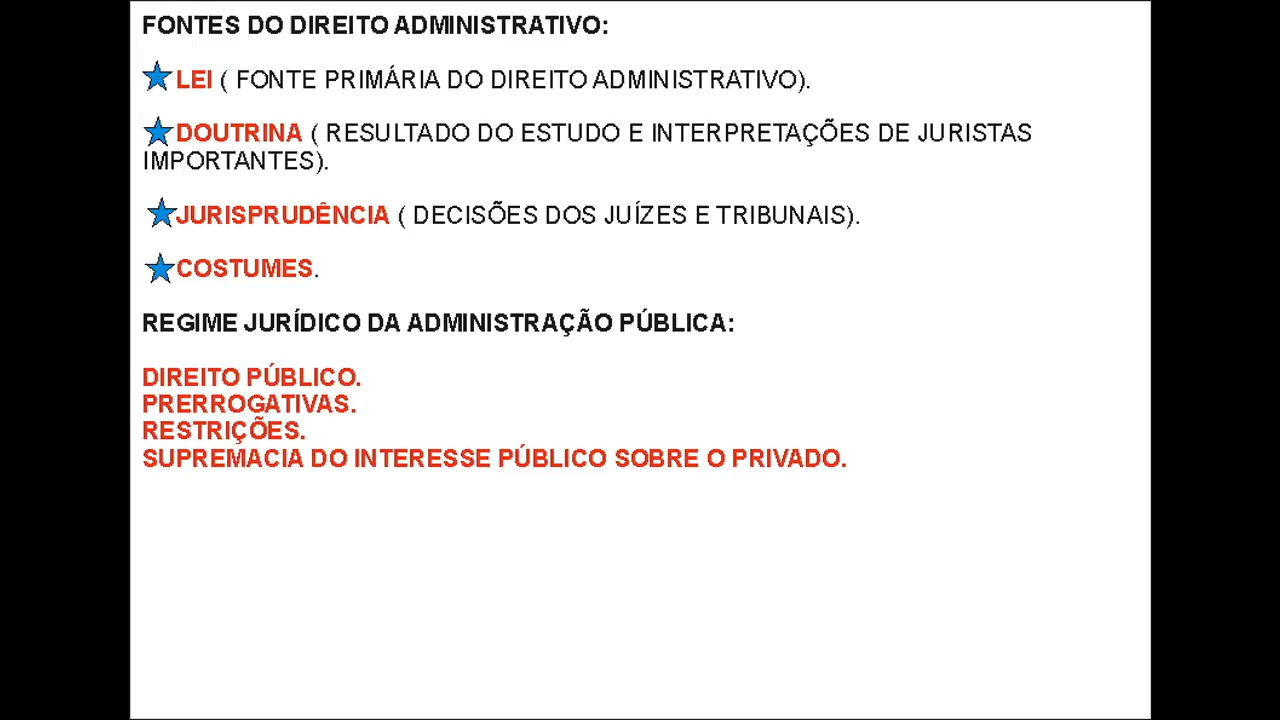 FONTES DO DIREITO ADMINISTRATIVO:
LEI ( FONTE PRIMÁRIA DO DIREITO ADMINISTRATIVO).
DOUTRINA ( RESULTADO DO ESTUDO E INTERPRETAÇÕES DE JURISTAS
IMPORTANTES).
JURISPRUDÊNCIA ( DECISÕES DOS JUÍZES E TRIBUNAIS).
COSTUMES.
REGIME JURÍDICO DA ADMINISTRAÇÃO PÚBLICA:
DIREITO PÚBLICO.
PRERROGATIVAS.
RESTRIÇÕES.
SUPREMACIA DO INTERESSE PÚBLICO SOBRE O PRIVADO.